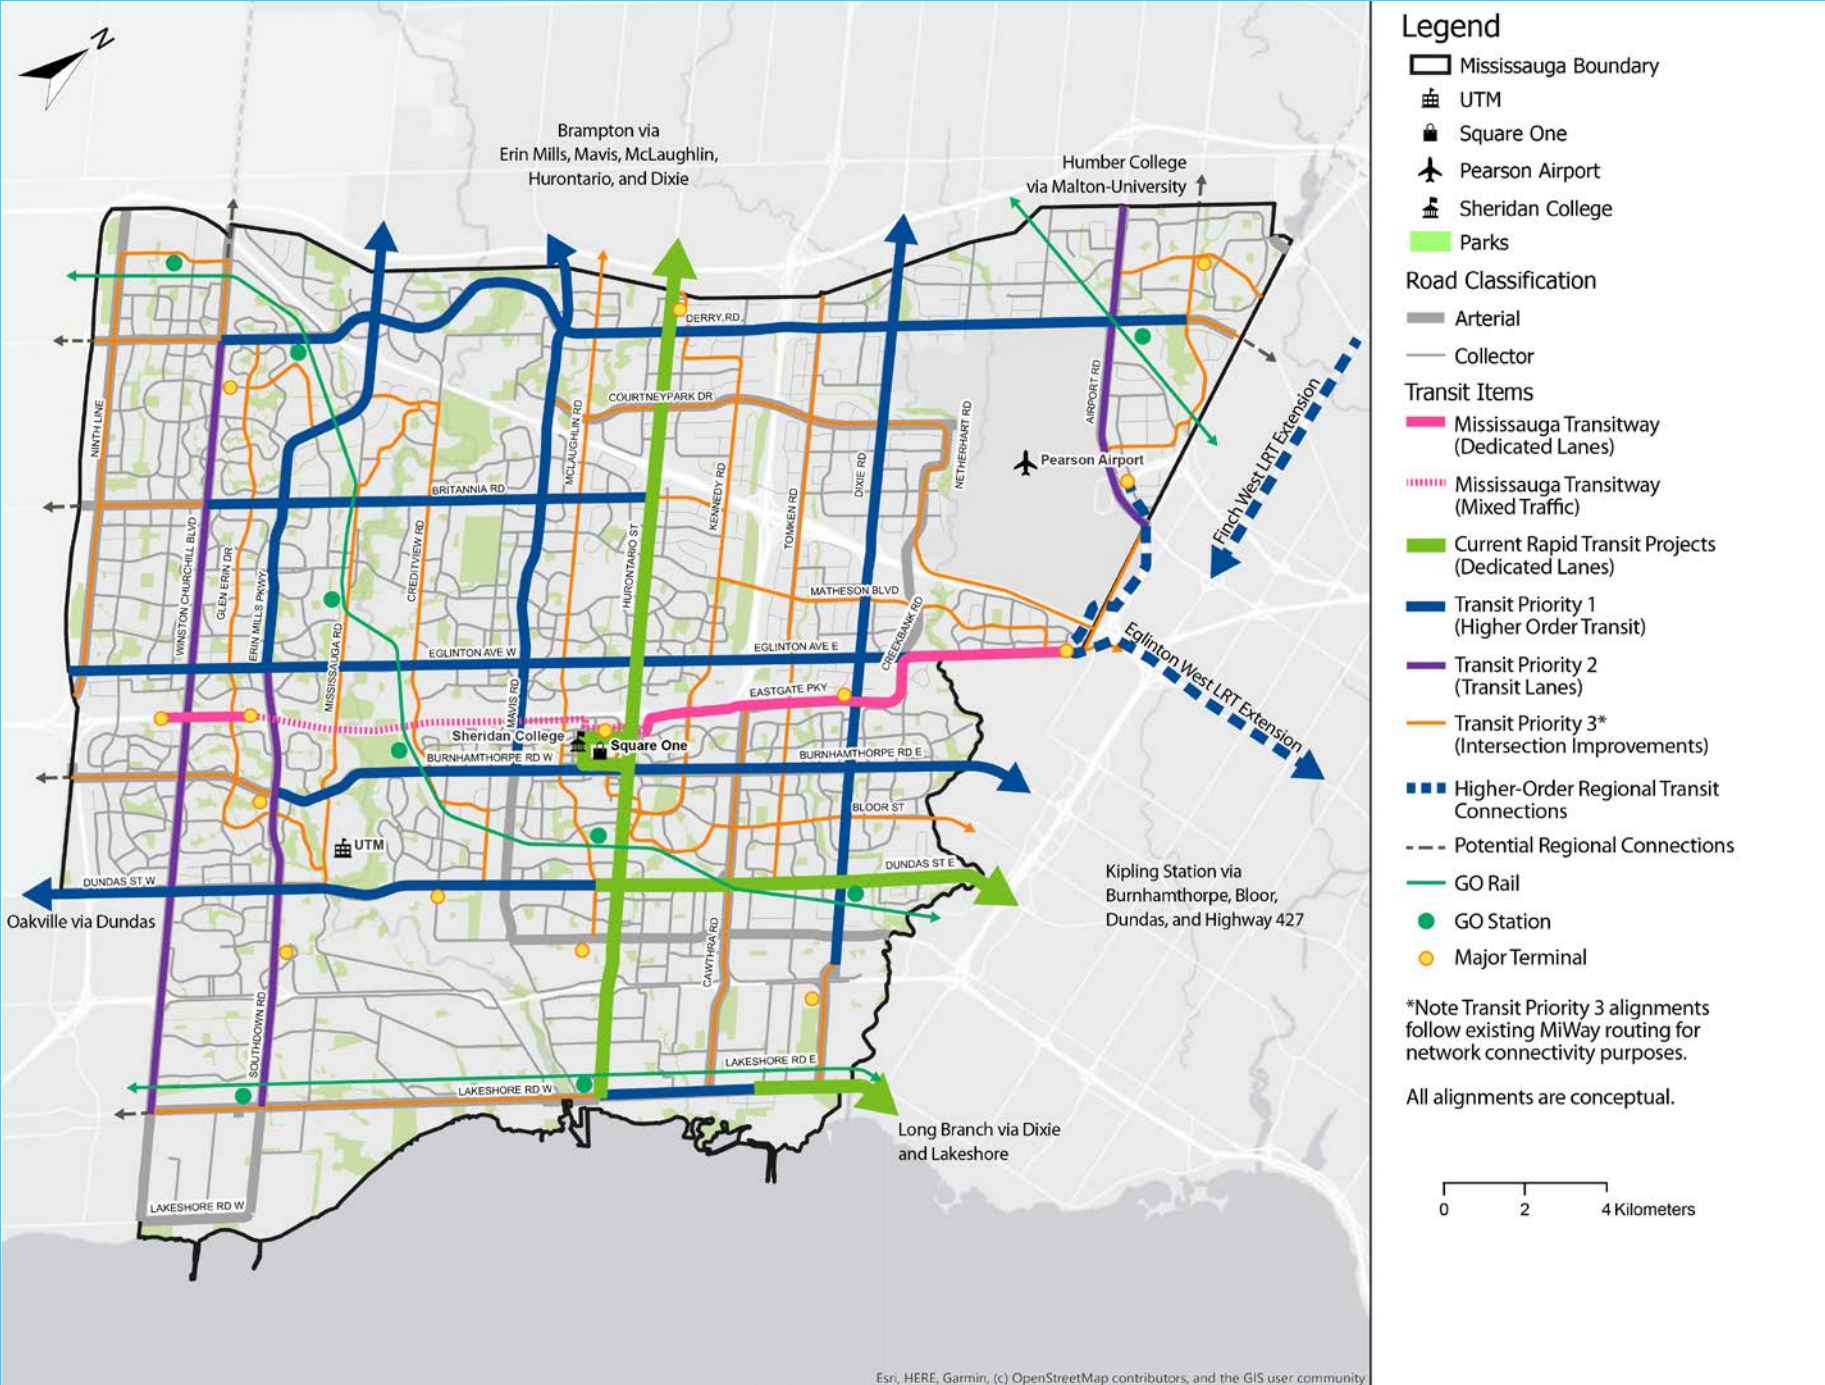 N
Brampton via
Erin Mills, Mavis, McLaughlin,
Hurontario, and Dixie
Humber College
via Malton-University
DERRY RD
COURTNEYPARK DR
NINTH LINE
MCLAUGHLIN RD
AIRPORT RD
NETHERHART RD
DIXIE RD
Pearson Airport
KENNEDY RD
TOMKEN RD
BRITANNIA RD
Finch West LRT Extension
WINSTON CHURCHILL BLVD
GLEN ERIN DR
ERIN MILLS PKWY
CREDITVIEW RD
HURONTARIO ST
MATHESON BLVD
CREEKBANK RD
MISSISSAUGA RD
EGLINTON AVE W
EGLINTON AVE E
Eglinton West LRT Extension
MAVIS RD
EASTGATE PKY
Sheridan College
Square One
BURNHAMTHORPE RD W
BURNHAMTHORPE RD E
BLOOR ST
UTM
DUNDAS ST E
DUNDAS ST W
Oakville via Dundas
Kipling Station via
Burnhamthorpe, Bloor,
Dundas, and Highway 427
CAWTHRA RD
SOUTHDOWN RD
LAKESHORE RD E
LAKESHORE RD W
Long Branch via Dixie
and Lakeshore
LAKESHORE RD W
Esri, HERE, Garmin, (c) OpenStreetMap contributors, and the GIS user community
Legend
Mississauga Boundary
UTM
Square One
Pearson Airport
Sheridan College
Parks
Road Classification
Arterial
Collector
Transit Items
Mississauga Transitway
(Dedicated Lanes)
Mississauga Transitway
(Mixed Traffic)
Current Rapid Transit Projects
(Dedicated Lanes)
Transit Priority 1
(Higher Order Transit)
Transit Priority 2
(Transit Lanes)
Transit Priority 3*
(Intersection Improvements)
Higher-Order Regional Transit
Connections
Potential Regional Connections
GO Rail
GO Station
Major Terminal
*Note Transit Priority 3 alignments
follow existing MiWay routing for
network connectivity purposes.
All alignments are conceptual.
0 2 4 Kilometers